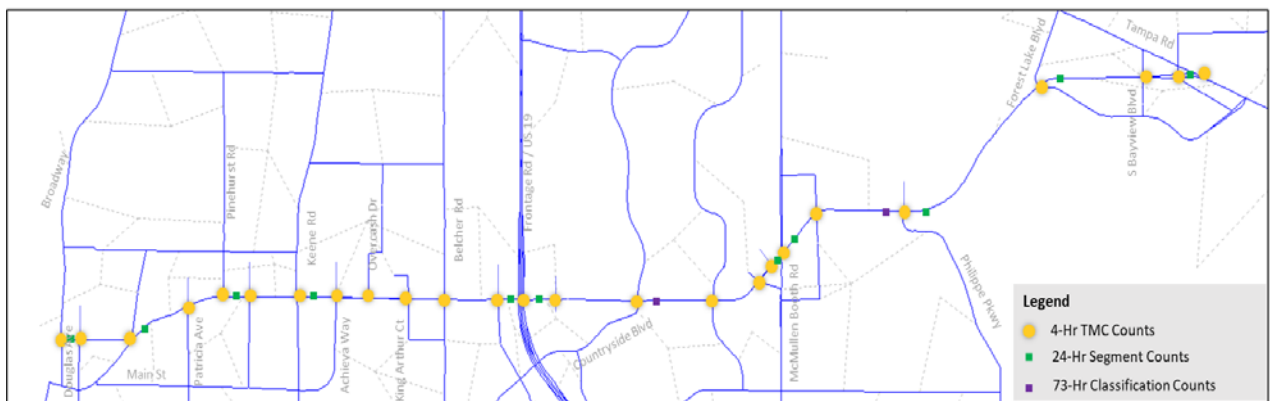 Forest Lake Blvd
Tampa Rd
S Bayview Blvd
Broadway
Pinehurst Rd
Keene Rd
Overcash Dr
Belcher Rd
Frontage Rd / US 19
Douglas Ave
Main St
Patricia Ave
Achieva Way
King Arthur Ct
Countryside Blvd
McMullen Booth Rd
Philippe Pkwy
Legend
4-Hr TMC Counts
24-Hr Segment Counts
73-Hr Classification Counts